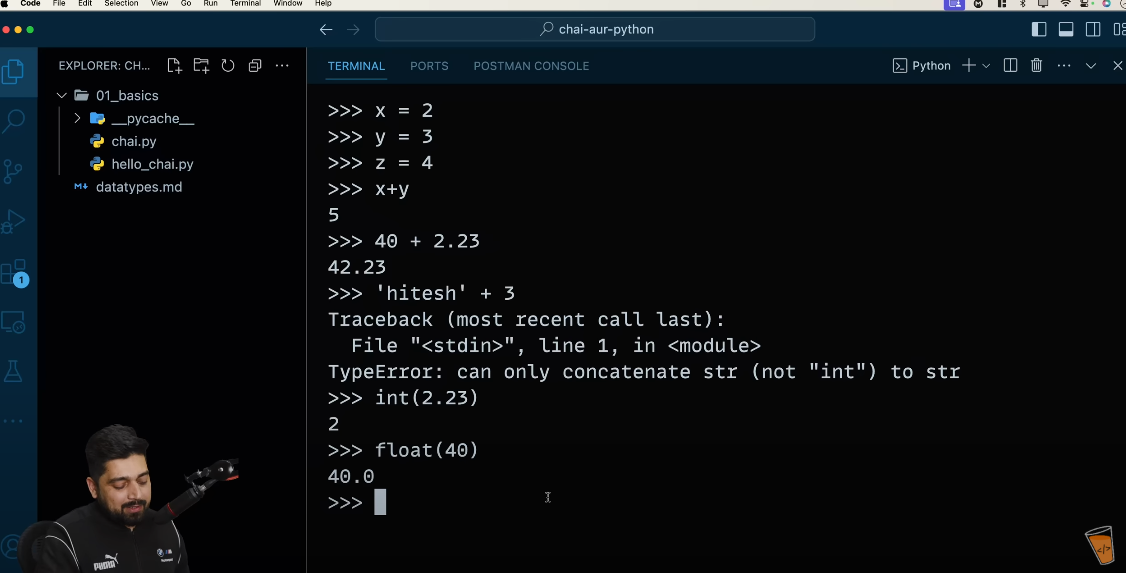 Code File Edit Selection View Go Run Terminal Window Help
chai-aur-python
EXPLORER: CH...
TERMINAL PORTS POSTMAN CONSOLE
Python
01_basics
__pycache__
chai.py
hello_chai.py
datatypes.md
1
>>> x = 2
>>> y = 3
>>> z = 4
>>> x+y
5
>>> 40 + 2.23
42.23
>>> 'hitesh' + 3
Traceback (most recent call last):
File "<stdin>", line 1, in <module>
TypeError: can only concatenate str (not "int") to str
>>> int(2.23)
2
>>> float(40)
40.0
>>>
PUMA